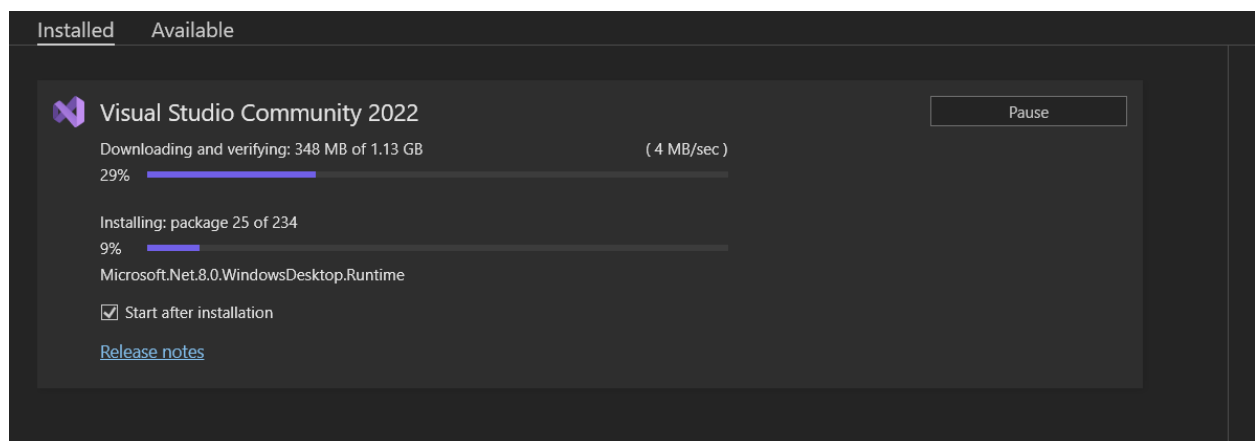 Installed Available
Visual Studio Community 2022
Pause
Downloading and verifying: 348 MB of 1.13 GB ( 4 MB/sec )
29%
Installing: package 25 of 234
9%
Microsoft.Net.8.0.WindowsDesktop.Runtime
Start after installation
Release notes